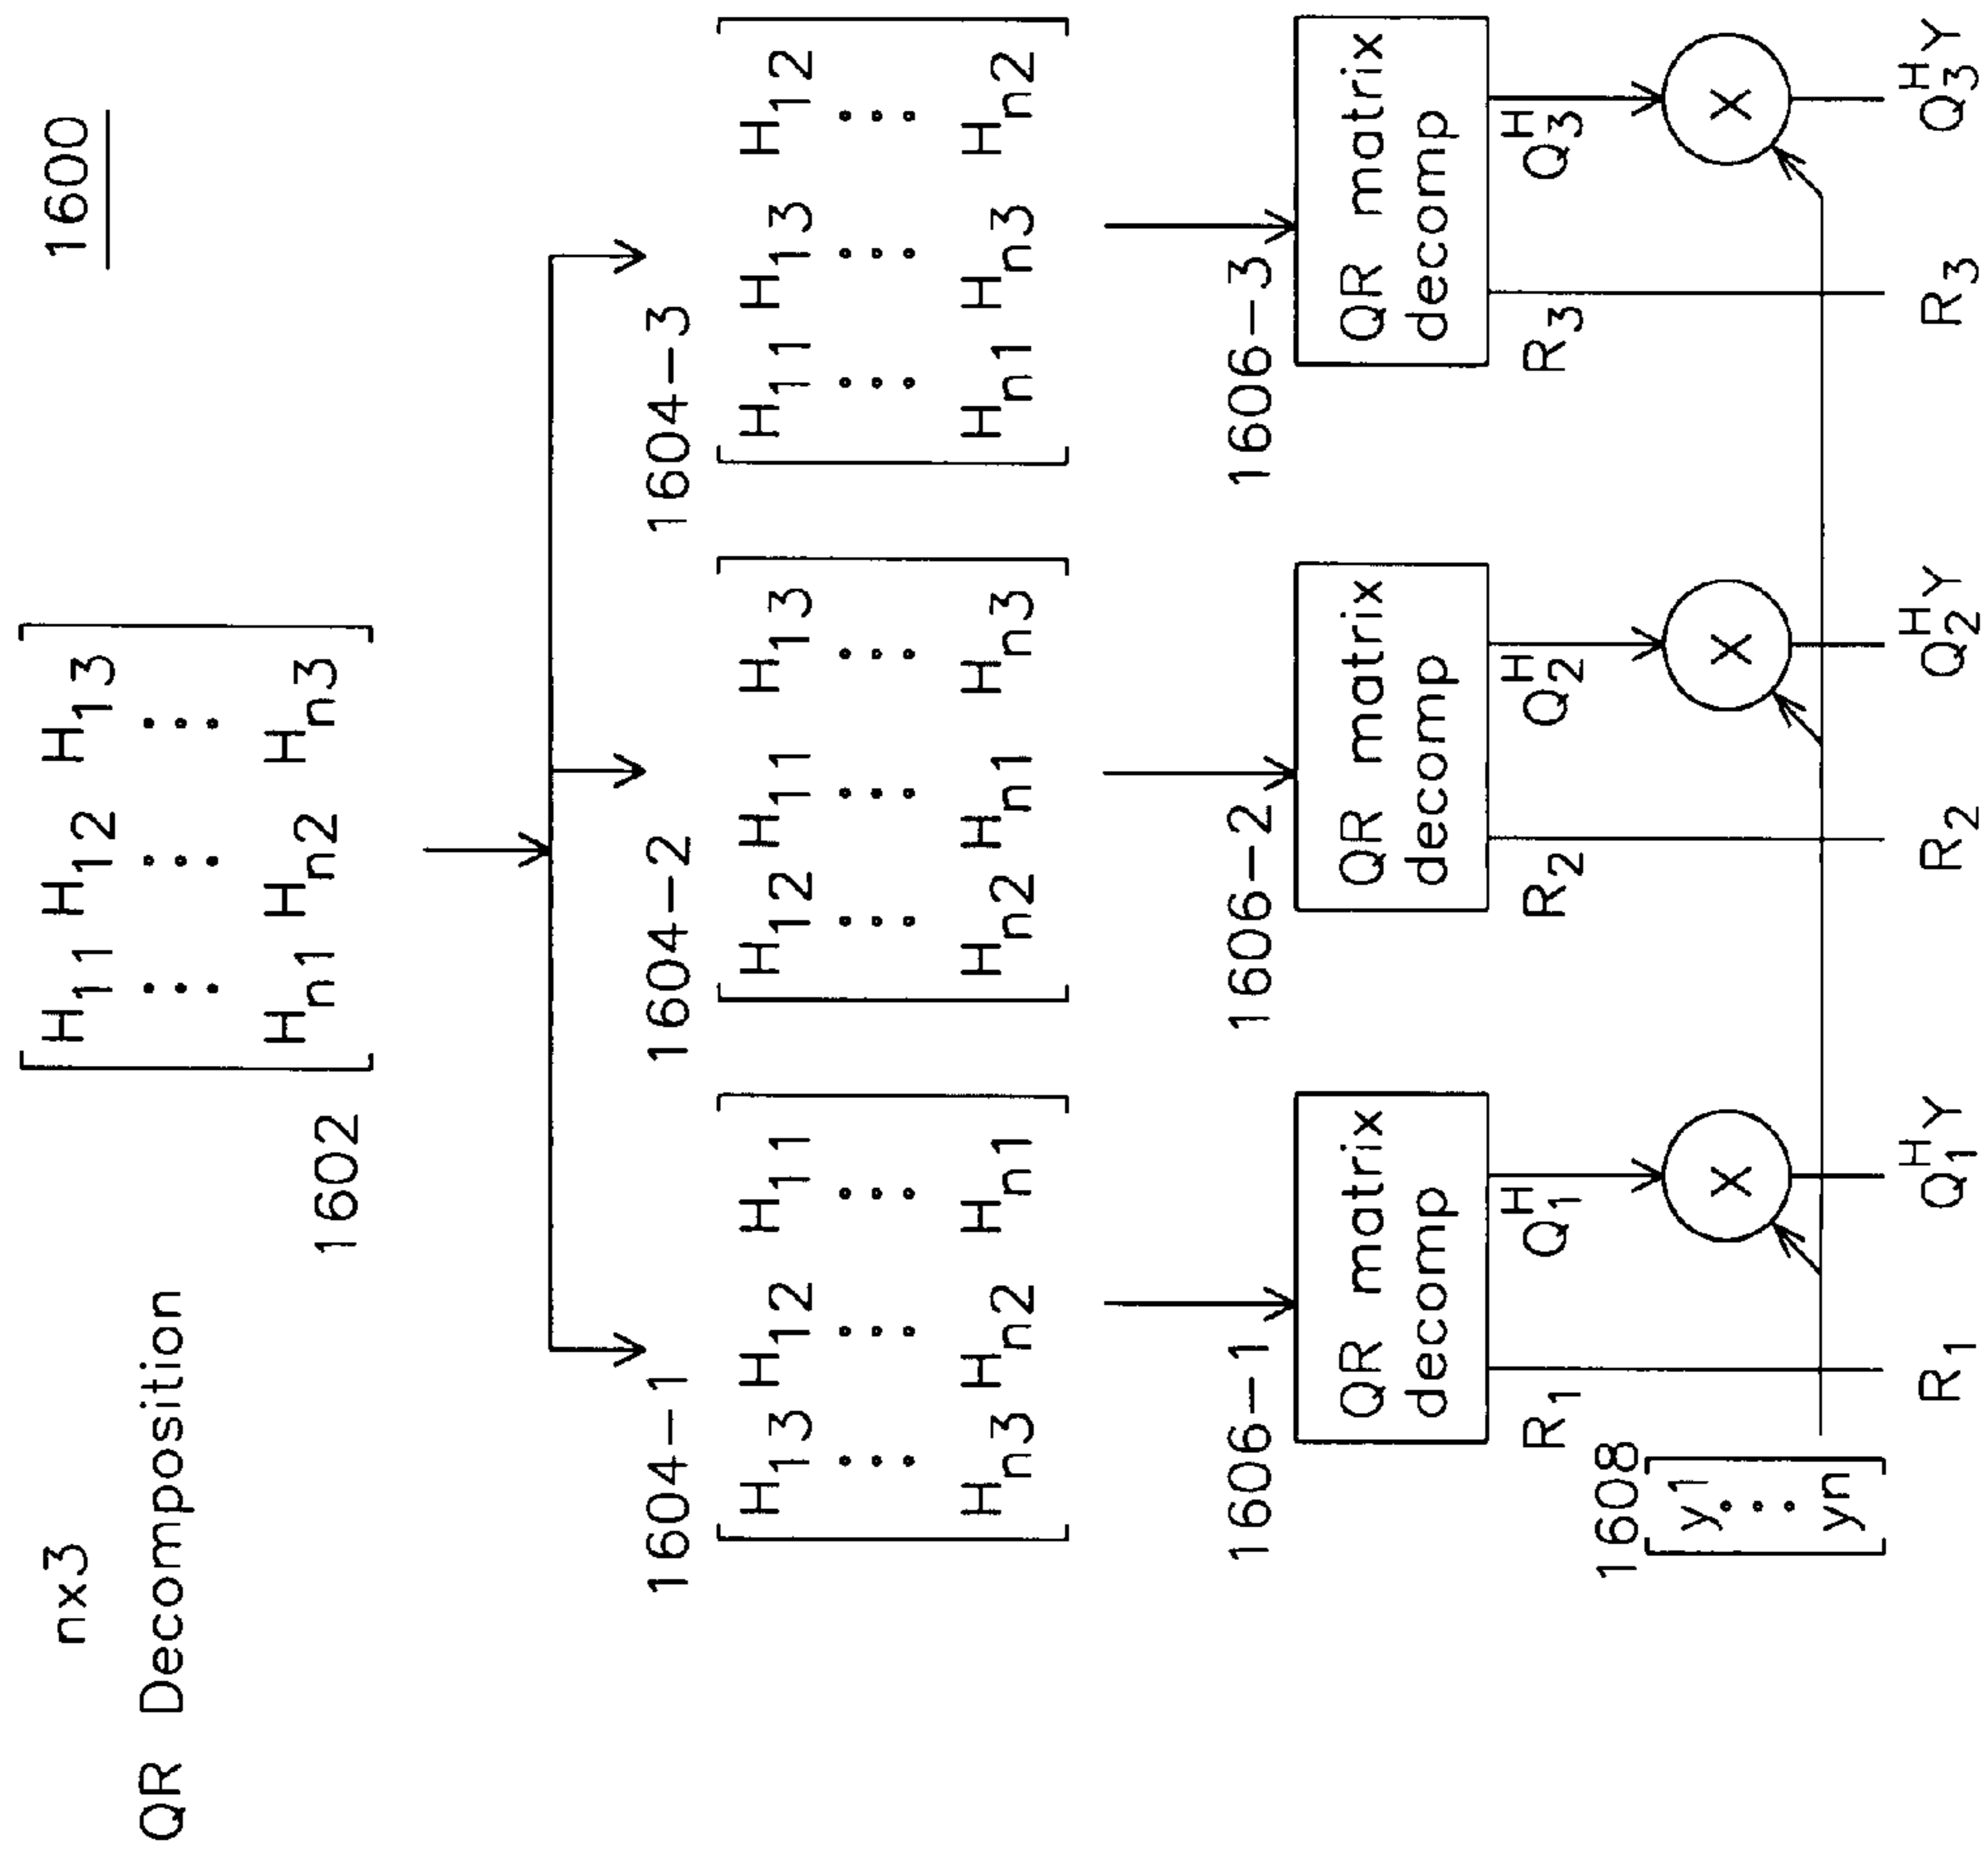 nx3
QR Decomposition
1600
H11 H12 H13
Hn1 Hn2 Hn3
1602
1604-1
H13 H12 H11
Hn3 Hn2 Hn1
1604-2
H12 H11 H13
Hn2 Hn1 Hn3
1604-3
H11 H13 H12
Hn1 Hn3 Hn2
1606-1
QR matrix
decomp
1606-2
QR matrix
decomp
1606-3
QR matrix
decomp
R1 Q1H
R2 Q2H
R3 Q3H
1608
y1
yn
X
X
X
R1 Q1HY
R2 Q2HY
R3 Q3HY